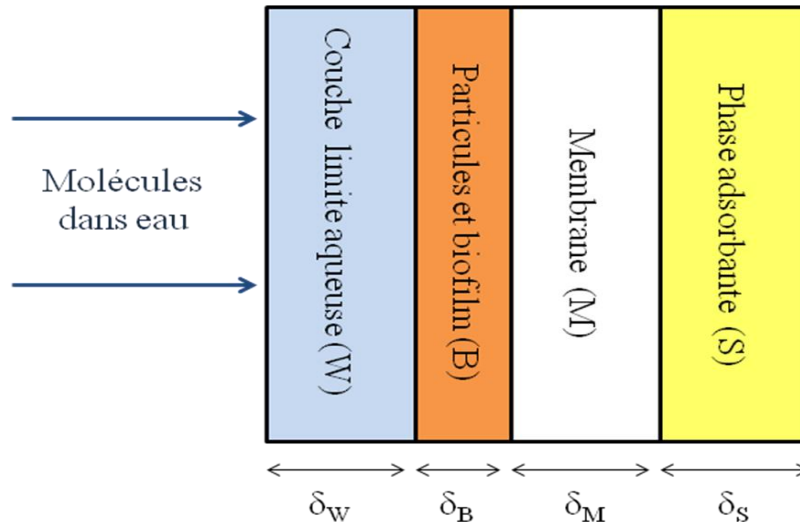 Molécules
dans eau
Couche limite aqueuse (W)
Particules et biofilm (B)
Membrane (M)
Phase adsorbante (S)
δW
δB
δM
δS